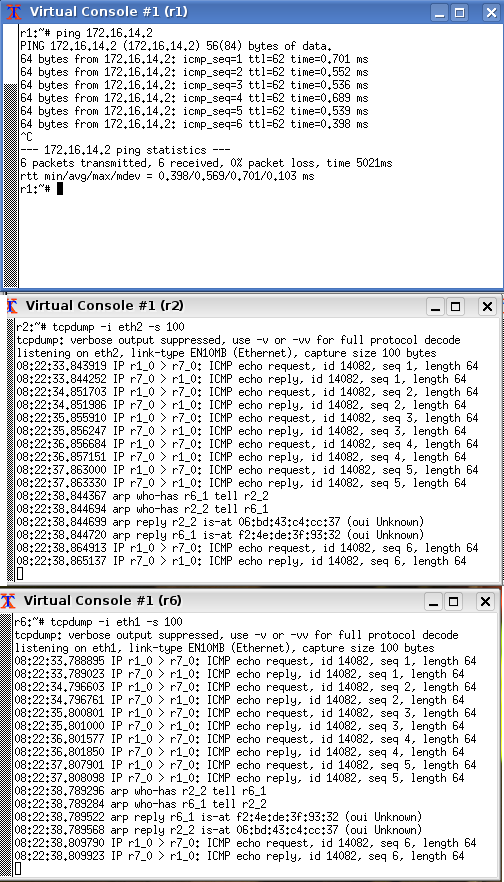 Virtual Console #1 (r1)
r1:~# ping 172.16.14.2
PING 172.16.14.2 (172.16.14.2) 56(84) bytes of data.
64 bytes from 172.16.14.2: icmp_seq=1 ttl=62 time=0.701 ms
64 bytes from 172.16.14.2: icmp_seq=2 ttl=62 time=0.552 ms
64 bytes from 172.16.14.2: icmp_seq=3 ttl=62 time=0.536 ms
64 bytes from 172.16.14.2: icmp_seq=4 ttl=62 time=0.689 ms
64 bytes from 172.16.14.2: icmp_seq=5 ttl=62 time=0.539 ms
64 bytes from 172.16.14.2: icmp_seq=6 ttl=62 time=0.398 ms
^C
--- 172.16.14.2 ping statistics ---
6 packets transmitted, 6 received, 0% packet loss, time 5021ms
rtt min/avg/max/mdev = 0.398/0.569/0.701/0.103 ms
r1:~#
Virtual Console #1 (r2)
r2:~# tcpdump -i eth2 -s 100
tcpdump: verbose output suppressed, use -v or -vv for full protocol decode
listening on eth2, link-type EN10MB (Ethernet), capture size 100 bytes
08:22:33.843919 IP r1_0 > r7_0: ICMP echo request, id 14082, seq 1, length 64
08:22:33.844252 IP r7_0 > r1_0: ICMP echo reply, id 14082, seq 1, length 64
08:22:34.851703 IP r1_0 > r7_0: ICMP echo request, id 14082, seq 2, length 64
08:22:34.851986 IP r7_0 > r1_0: ICMP echo reply, id 14082, seq 2, length 64
08:22:35.855910 IP r1_0 > r7_0: ICMP echo request, id 14082, seq 3, length 64
08:22:35.856247 IP r7_0 > r1_0: ICMP echo reply, id 14082, seq 3, length 64
08:22:36.856684 IP r1_0 > r7_0: ICMP echo request, id 14082, seq 4, length 64
08:22:36.857151 IP r7_0 > r1_0: ICMP echo reply, id 14082, seq 4, length 64
08:22:37.863000 IP r1_0 > r7_0: ICMP echo request, id 14082, seq 5, length 64
08:22:37.863330 IP r7_0 > r1_0: ICMP echo reply, id 14082, seq 5, length 64
08:22:38.844367 arp who-has r6_1 tell r2_2
08:22:38.844694 arp who-has r2_2 tell r6_1
08:22:38.844699 arp reply r2_2 is-at 06:bd:43:c4:cc:37 (oui Unknown)
08:22:38.844720 arp reply r6_1 is-at f2:4e:de:3f:93:32 (oui Unknown)
08:22:38.864913 IP r1_0 > r7_0: ICMP echo request, id 14082, seq 6, length 64
08:22:38.865137 IP r7_0 > r1_0: ICMP echo reply, id 14082, seq 6, length 64
Virtual Console #1 (r6)
r6:~# tcpdump -i eth1 -s 100
tcpdump: verbose output suppressed, use -v or -vv for full protocol decode
listening on eth1, link-type EN10MB (Ethernet), capture size 100 bytes
08:22:33.788895 IP r1_0 > r7_0: ICMP echo request, id 14082, seq 1, length 64
08:22:33.789023 IP r7_0 > r1_0: ICMP echo reply, id 14082, seq 1, length 64
08:22:34.796603 IP r1_0 > r7_0: ICMP echo request, id 14082, seq 2, length 64
08:22:34.796761 IP r7_0 > r1_0: ICMP echo reply, id 14082, seq 2, length 64
08:22:35.800801 IP r1_0 > r7_0: ICMP echo request, id 14082, seq 3, length 64
08:22:35.801000 IP r7_0 > r1_0: ICMP echo reply, id 14082, seq 3, length 64
08:22:36.801577 IP r1_0 > r7_0: ICMP echo request, id 14082, seq 4, length 64
08:22:36.801850 IP r7_0 > r1_0: ICMP echo reply, id 14082, seq 4, length 64
08:22:37.807901 IP r1_0 > r7_0: ICMP echo request, id 14082, seq 5, length 64
08:22:37.808098 IP r7_0 > r1_0: ICMP echo reply, id 14082, seq 5, length 64
08:22:38.789296 arp who-has r2_2 tell r6_1
08:22:38.789284 arp who-has r6_1 tell r2_2
08:22:38.789522 arp reply r6_1 is-at f2:4e:de:3f:93:32 (oui Unknown)
08:22:38.789568 arp reply r2_2 is-at 06:bd:43:c4:cc:37 (oui Unknown)
08:22:38.809790 IP r1_0 > r7_0: ICMP echo request, id 14082, seq 6, length 64
08:22:38.809923 IP r7_0 > r1_0: ICMP echo reply, id 14082, seq 6, length 64